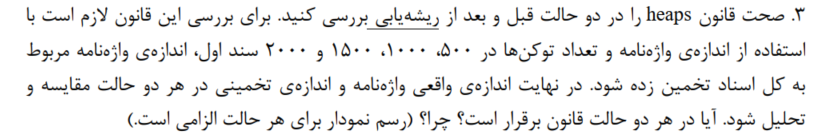 ۳. صحت قانون heaps را در دو حالت قبل و بعد از ریشه‌یابی بررسی کنید. برای بررسی این قانون لازم است با
استفاده از اندازه‌ی واژه‌نامه و تعداد توکن‌ها در ۵۰۰، ۱۰۰۰، ۱۵۰۰ و ۲۰۰۰ سند اول، اندازه‌ی واژه‌نامه مربوط
به کل اسناد تخمین زده شود. در نهایت اندازه‌ی واقعی واژه‌نامه و اندازه‌ی تخمینی در هر دو حالت مقایسه و
تحلیل شود. آیا در هر دو حالت قانون برقرار است؟ چرا؟ (رسم نمودار برای هر حالت الزامی است.)